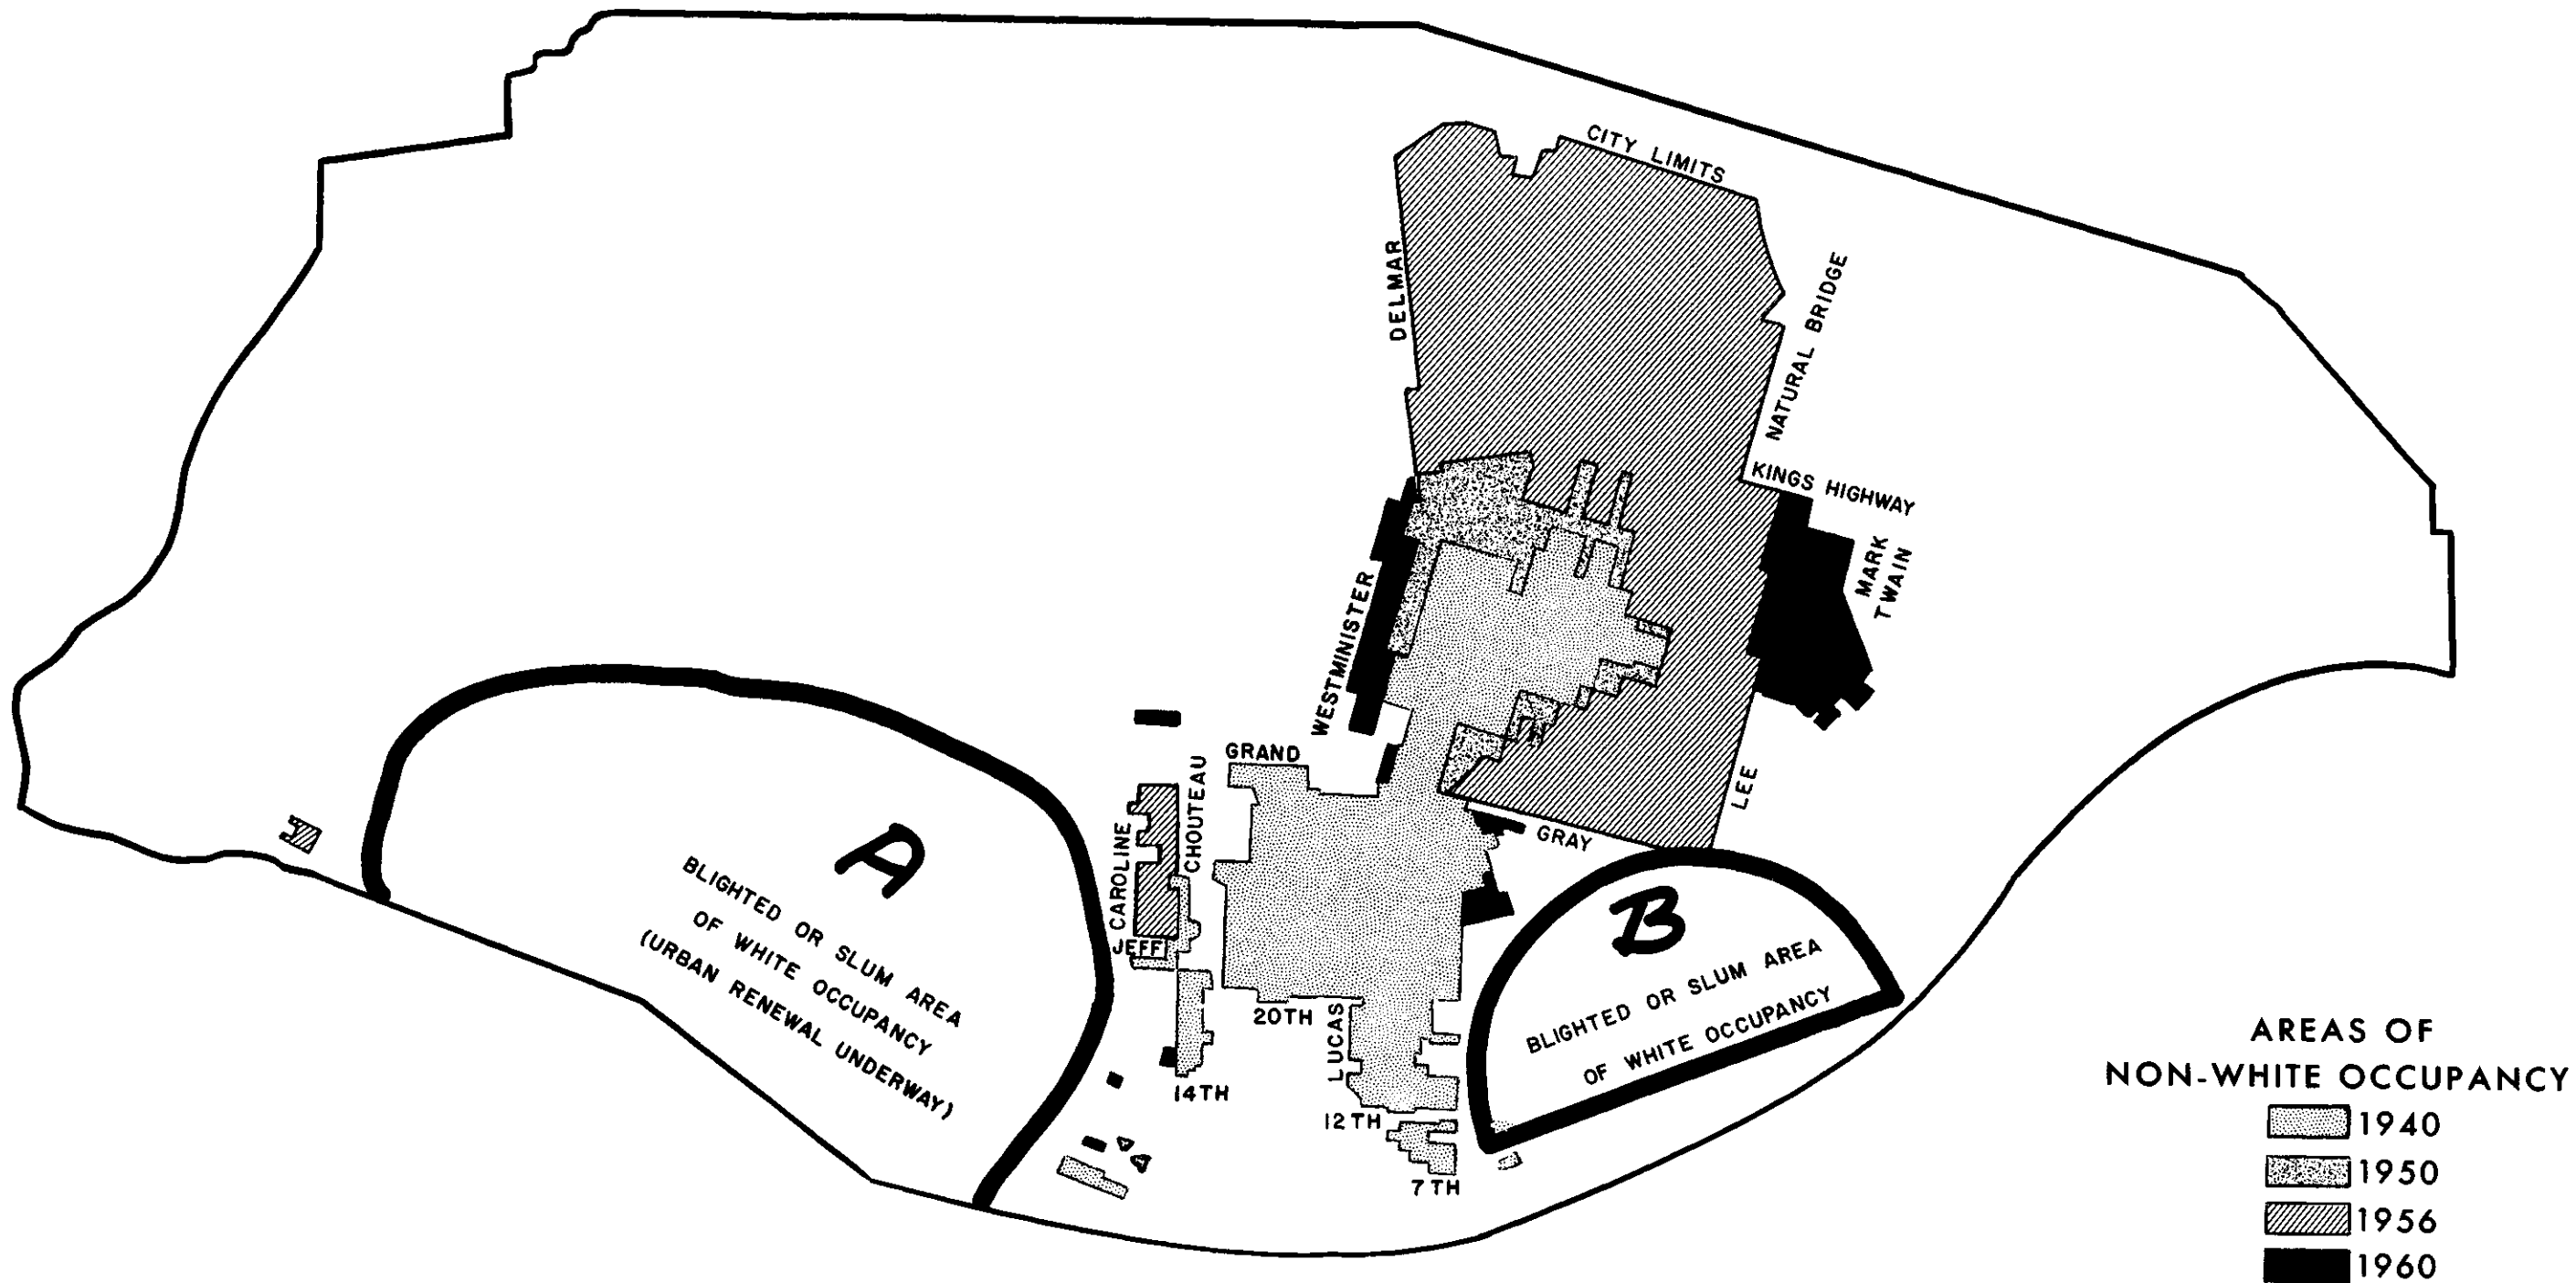 CITY LIMITS
DELMAR
NATURAL BRIDGE
KINGS HIGHWAY
MARK
TWAIN
WESTMINISTER
GRAND
CHOUTEAU
CAROLINE
JEFF
LEE
GRAY
A
BLIGHTED OR SLUM AREA
OF WHITE OCCUPANCY
(URBAN RENEWAL UNDERWAY)
B
BLIGHTED OR SLUM AREA
OF WHITE OCCUPANCY
20TH
LUCAS
14TH
12TH
7TH
AREAS OF
NON-WHITE OCCUPANCY
1940
1950
1956
1960